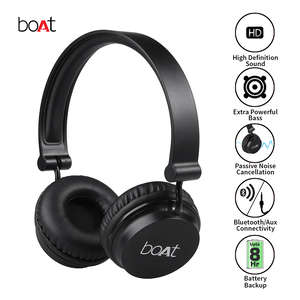 boAt
HD
High Definition
Sound
Extra Powerful
Bass
Passive Noise
Cancellation
Bluetooth/Aux
Connectivity
Upto
8
Hr
Battery
Backup
boAt